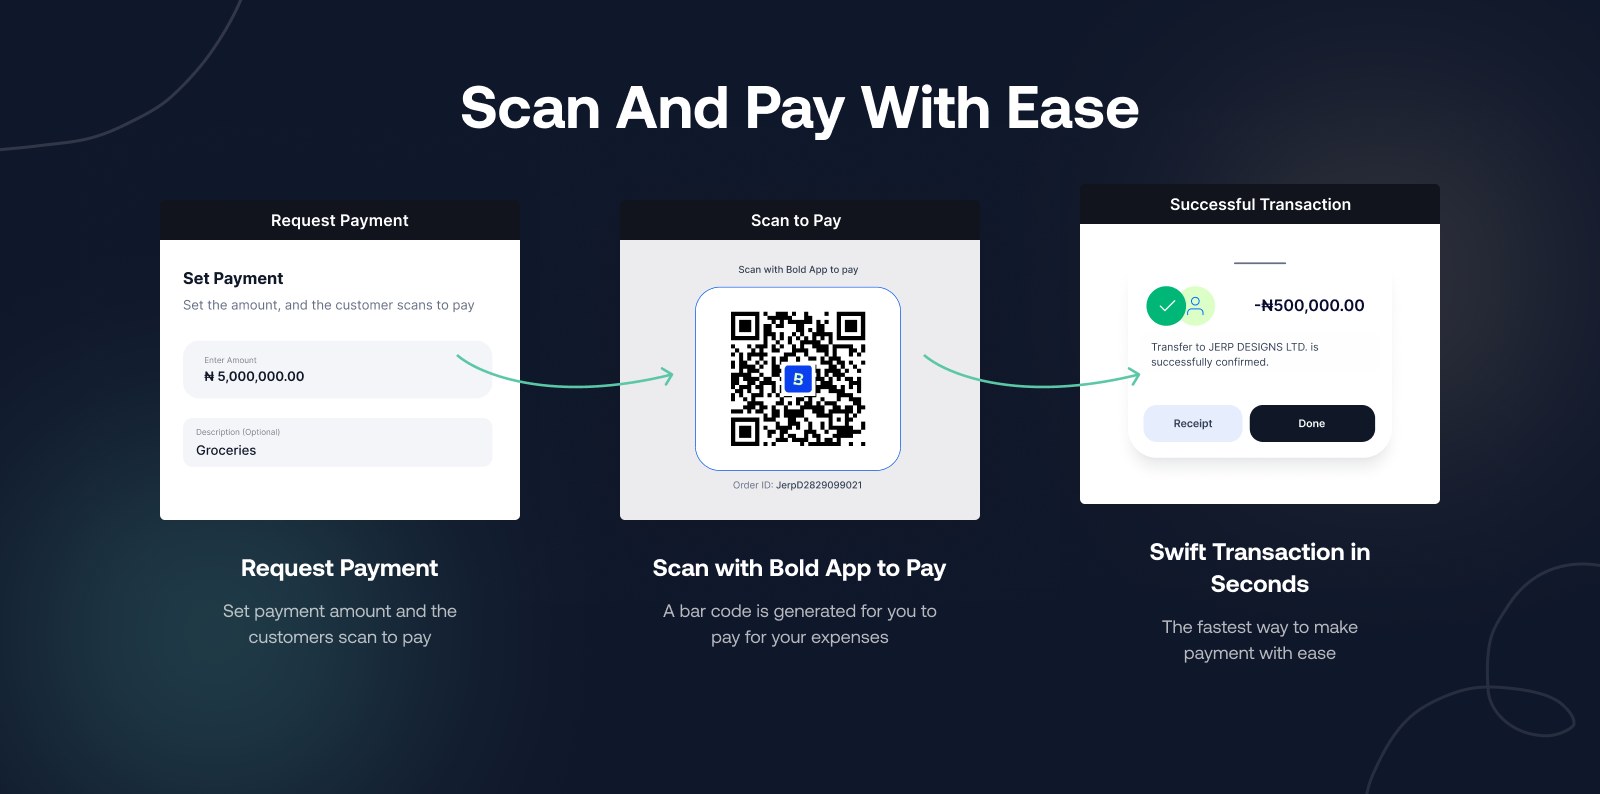 Scan And Pay With Ease
Request Payment
Set Payment
Set the amount, and the customer scans to pay
Enter Amount
₦ 5,000,000.00
Description (Optional)
Groceries
Request Payment
Set payment amount and the
customers scan to pay
Scan to Pay
Scan with Bold App to pay
B
Order ID: JerpD2829099021
Scan with Bold App to Pay
A bar code is generated for you to
pay for your expenses
Successful Transaction
-₦500,000.00
Transfer to JERP DESIGNS LTD. is
successfully confirmed.
Receipt
Done
Swift Transaction in
Seconds
The fastest way to make
payment with ease